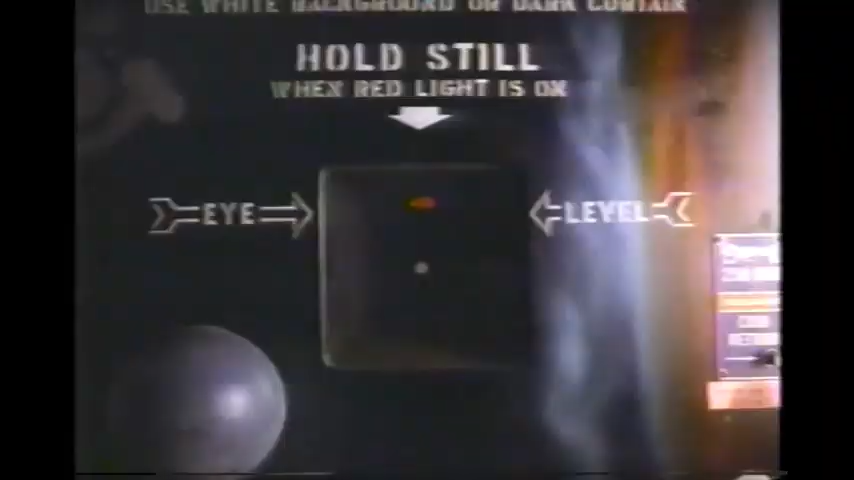 USE WHITE BACKGROUND OR DARK CURTAIN
HOLD STILL
WHEN RED LIGHT IS ON
EYE LEVEL